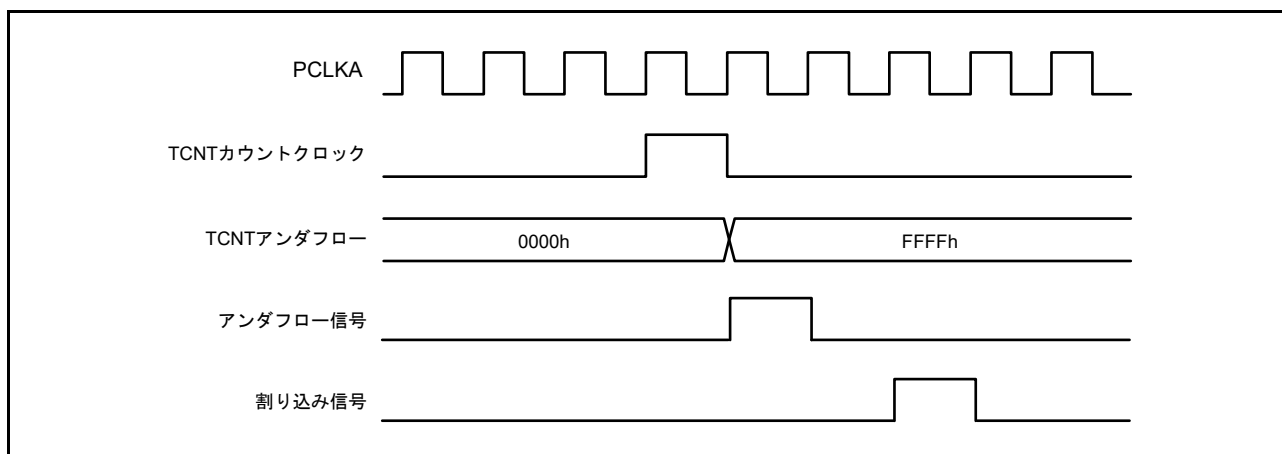 PCLKA
TCNTカウントクロック
TCNTアンダフロー
0000h
FFFFh
アンダフロー信号
割り込み信号